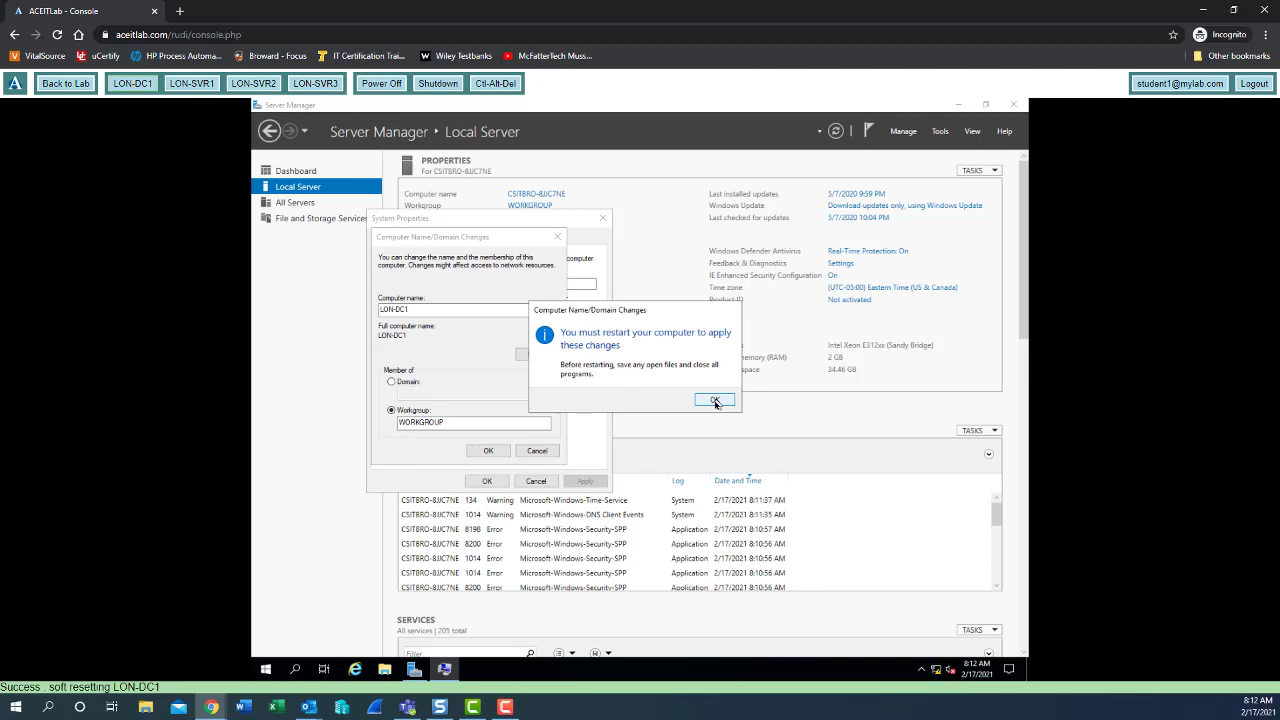 ACEITLab - Console
aceitlab.com/rudi/console.php
Incognito
VitalSource
uCertify
HP Process Automa...
Broward - Focus
IT Certification Trai...
Wiley Testbanks
McFatterTech Muss...
Other bookmarks
Back to Lab
LON-DC1
LON-SVR1
LON-SVR2
LON-SVR3
Power Off
Shutdown
Ctl-Alt-Del
student1@mylab.com
Logout
Server Manager
Server Manager • Local Server
Manage Tools View Help
Dashboard
Local Server
All Servers
File and Storage Services
PROPERTIES
For CSITBRO-8JJC7NE
TASKS
Computer name CSITBRO-8JJC7NE
Workgroup WORKGROUP
Last installed updates 5/7/2020 9:59 PM
Windows Update Download updates only, using Windows Update
Last checked for updates 5/7/2020 10:04 PM
Windows Defender Antivirus Real-Time Protection: On
Feedback & Diagnostics Settings
IE Enhanced Security Configuration On
Time zone (UTC-05:00) Eastern Time (US & Canada)
Product ID Not activated
Intel Xeon E312xx (Sandy Bridge)
memory (RAM) 2 GB
space 34.46 GB
System Properties
computer
Computer Name/Domain Changes
You can change the name and the membership of this
computer. Changes might affect access to network resources.
Computer name:
LON-DC1
Full computer name:
LON-DC1
Member of
Domain:
Workgroup:
WORKGROUP
OK Cancel
OK Cancel Apply
Computer Name/Domain Changes
You must restart your computer to apply
these changes
Before restarting, save any open files and close all
programs.
OK
TASKS
Log Date and Time
CSITBRO-8JJC7NE 134 Warning Microsoft-Windows-Time-Service System 2/17/2021 8:11:37 AM
CSITBRO-8JJC7NE 1014 Warning Microsoft-Windows-DNS Client Events System 2/17/2021 8:11:35 AM
CSITBRO-8JJC7NE 8198 Error Microsoft-Windows-Security-SPP Application 2/17/2021 8:10:57 AM
CSITBRO-8JJC7NE 8200 Error Microsoft-Windows-Security-SPP Application 2/17/2021 8:10:56 AM
CSITBRO-8JJC7NE 1014 Error Microsoft-Windows-Security-SPP Application 2/17/2021 8:10:56 AM
CSITBRO-8JJC7NE 1014 Error Microsoft-Windows-Security-SPP Application 2/17/2021 8:10:56 AM
CSITBRO-8JJC7NE 8200 Error Microsoft-Windows-Security-SPP Application 2/17/2021 8:10:56 AM
SERVICES
All services | 205 total
TASKS
Filter
8:12 AM
2/17/2021
Success . soft resetting LON-DC1
8:12 AM
2/17/2021